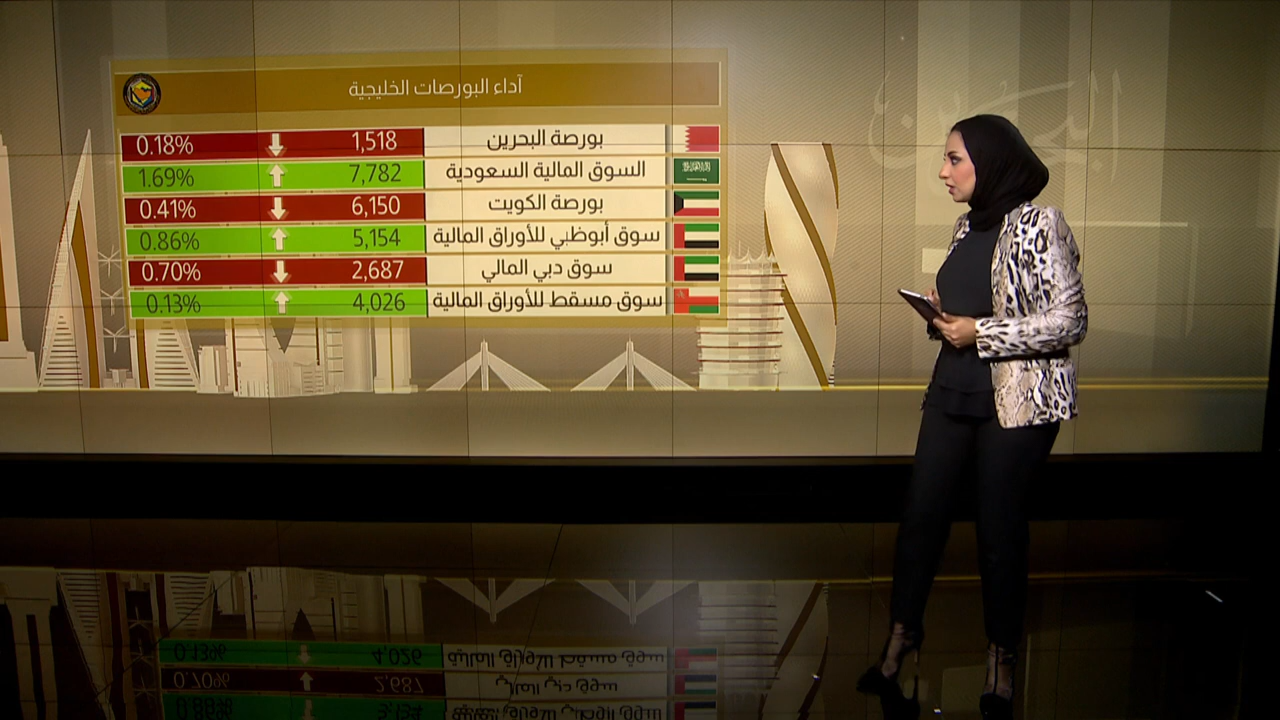 آداء البورصات الخليجية
بورصة البحرين 1,518 0.18%
السوق المالية السعودية 7,782 1.69%
بورصة الكويت 6,150 0.41%
سوق أبوظبي للأوراق المالية 5,154 0.86%
سوق دبي المالي 2,687 0.70%
سوق مسقط للأوراق المالية 4,026 0.13%
البحرين